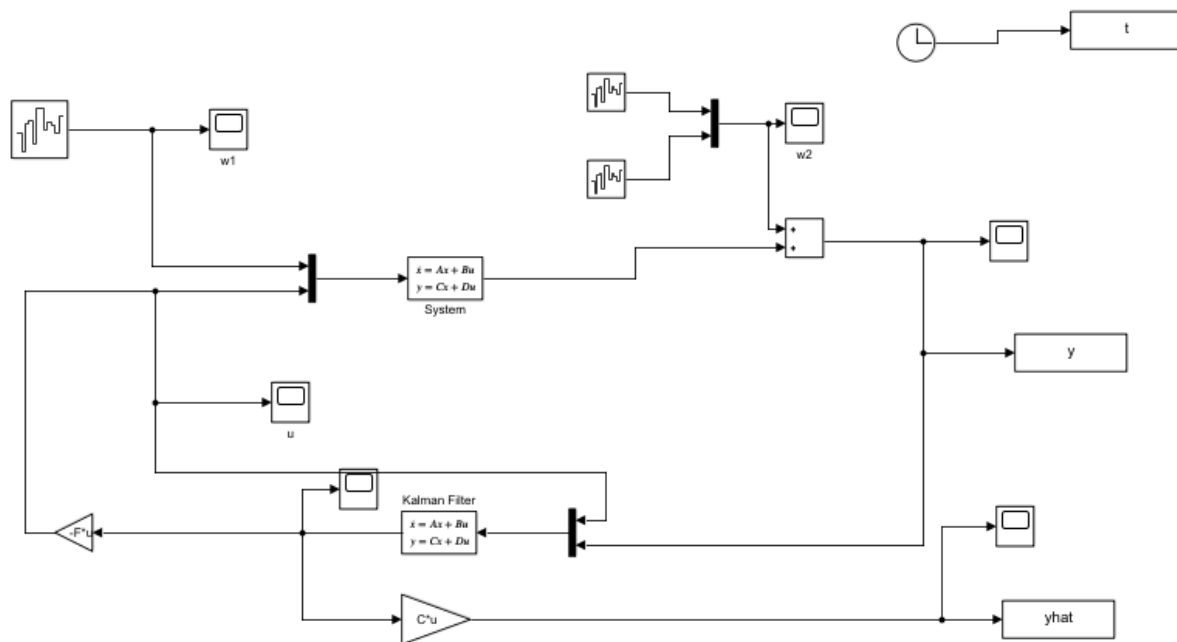 t
w1
w2
+
+
ẋ = Ax + Bu
y = Cx + Du
System
y
u
Kalman Filter
-F*u
ẋ = Ax + Bu
y = Cx + Du
C*u
yhat